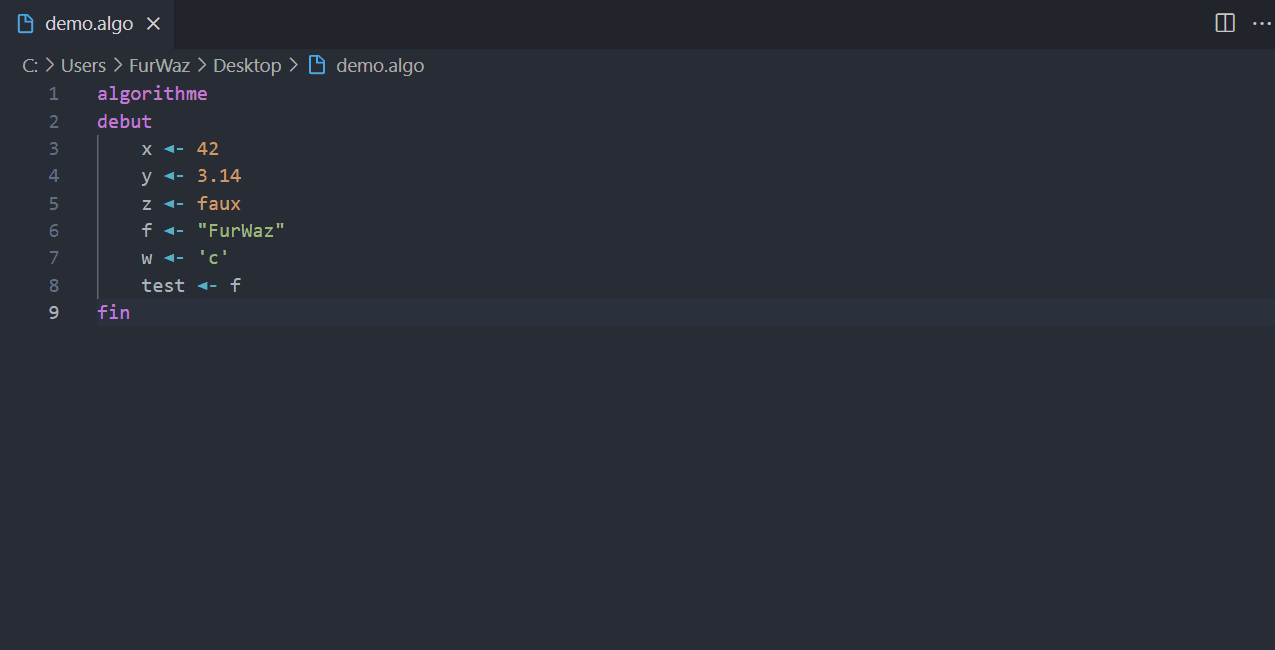 demo.algo
C: > Users > FurWaz > Desktop > demo.algo
1 algorithme
2 debut
3 x <- 42
4 y <- 3.14
5 z <- faux
6 f <- "FurWaz"
7 w <- 'c'
8 test <- f
9 fin